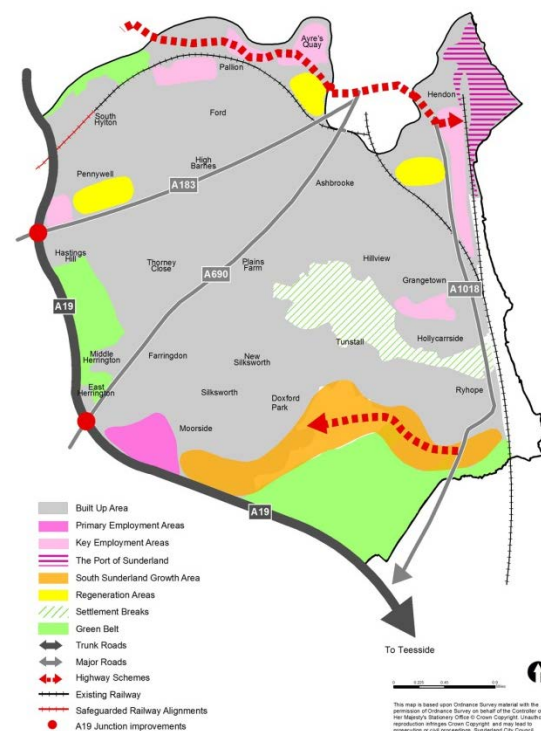 Ayre's
Quay
Pallion
Hendon
South
Hylton
Ford
High
Barnes
Pennywell
A183
Ashbrooke
Hastings
Hill
Thorney
Close
A690
Plains
Farm
Hillview
Grangetown
A1018
A19
Tunstall
Hollycarrside
Middle
Herrington
Farringdon
New
Silksworth
East
Herrington
Silksworth
Doxford
Park
Ryhope
Moorside
A19
Built Up Area
Primary Employment Areas
Key Employment Areas
The Port of Sunderland
South Sunderland Growth Area
Regeneration Areas
Settlement Breaks
Green Belt
Trunk Roads
Major Roads
Highway Schemes
Existing Railway
Safeguarded Railway Alignments
A19 Junction improvements
To Teesside
This map is based upon Ordnance Survey material with the
permission of Ordnance Survey on behalf of the Controller of
Her Majesty's Stationery Office © Crown Copyright. Unautho
reproduction infringes Crown Copyright and may lead to
prosecution or civil proceedings. Sunderland City Council